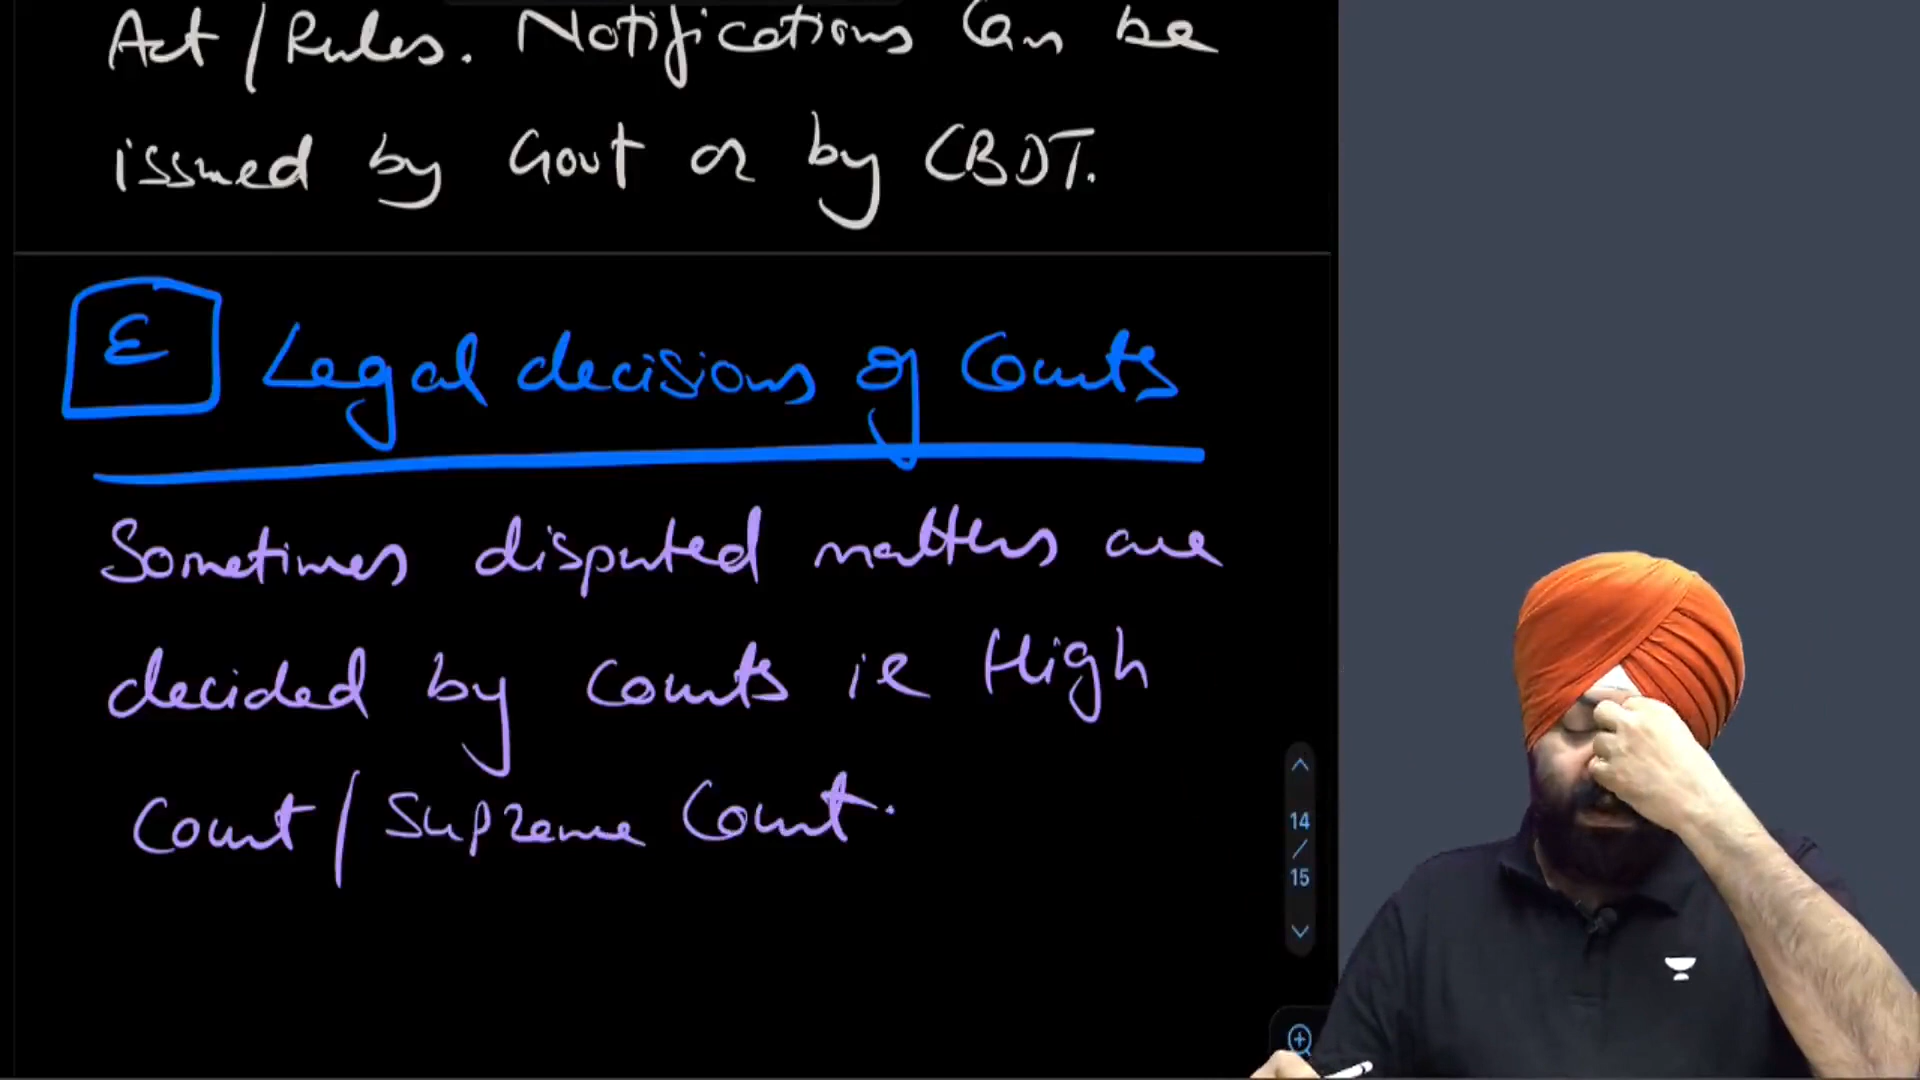 Act/Rules. Notifications Can be
issued by Govt or by CBDT.
E Legal decisions of Courts
Sometimes disputed matters are
decided by Courts ie High
Court/Supreme Court.
14
/
15